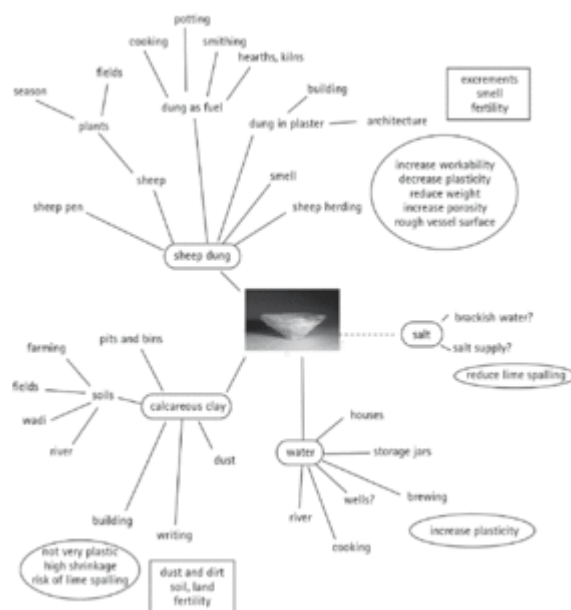 potting
cooking
smithing
hearths, kilns
fields
season
dung as fuel
building
plants
dung in plaster
architecture
excrements
smell
fertility
sheep
smell
increase workability
decrease plasticity
reduce weight
increase porosity
rough vessel surface
sheep pen
sheep herding
sheep dung
brackish water?
salt
salt supply?
reduce lime spalling
pits and bins
farming
fields
soils
calcareous clay
wadi
river
dust
houses
water
storage jars
wells?
brewing
river
cooking
increase plasticity
building
writing
not very plastic
high shrinkage
risk of lime spalling
dust and dirt
soil, land
fertility